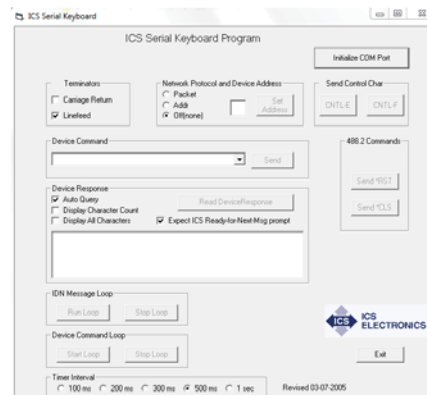 ICS Serial Keyboard
ICS Serial Keyboard Program
Initialize COM Port
Terminators
Carriage Return
Linefeed
Network Protocol and Device Address
Packet
Addr
Off(none)
Set Address
Send Control Char
CNTL-E
CNTL-F
Device Command
Send
488.2 Commands
Send *RST
Send *CLS
Device Response
Auto Query
Display Character Count
Display All Characters
Read DeviceResponse
Expect ICS Ready-for-Next-Msg prompt
IDN Message Loop
Run Loop
Stop Loop
ICS
ICS ELECTRONICS
Device Command Loop
Start Loop
Stop Loop
Exit
Timer Interval
100 ms
200 ms
300 ms
500 ms
1 sec
Revised 03-07-2005